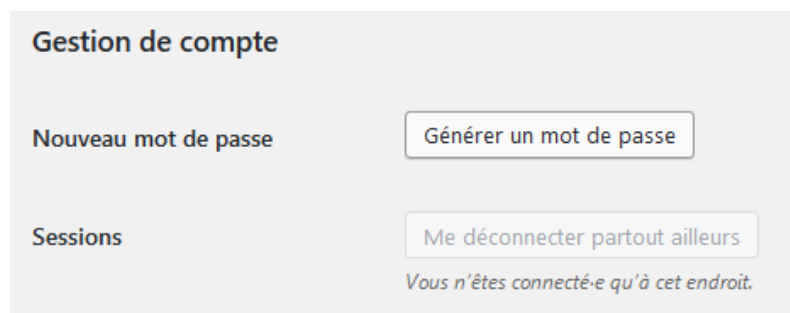 Gestion de compte
Nouveau mot de passe
Générer un mot de passe
Sessions
Me déconnecter partout ailleurs
Vous n’êtes connecté·e qu’à cet endroit.